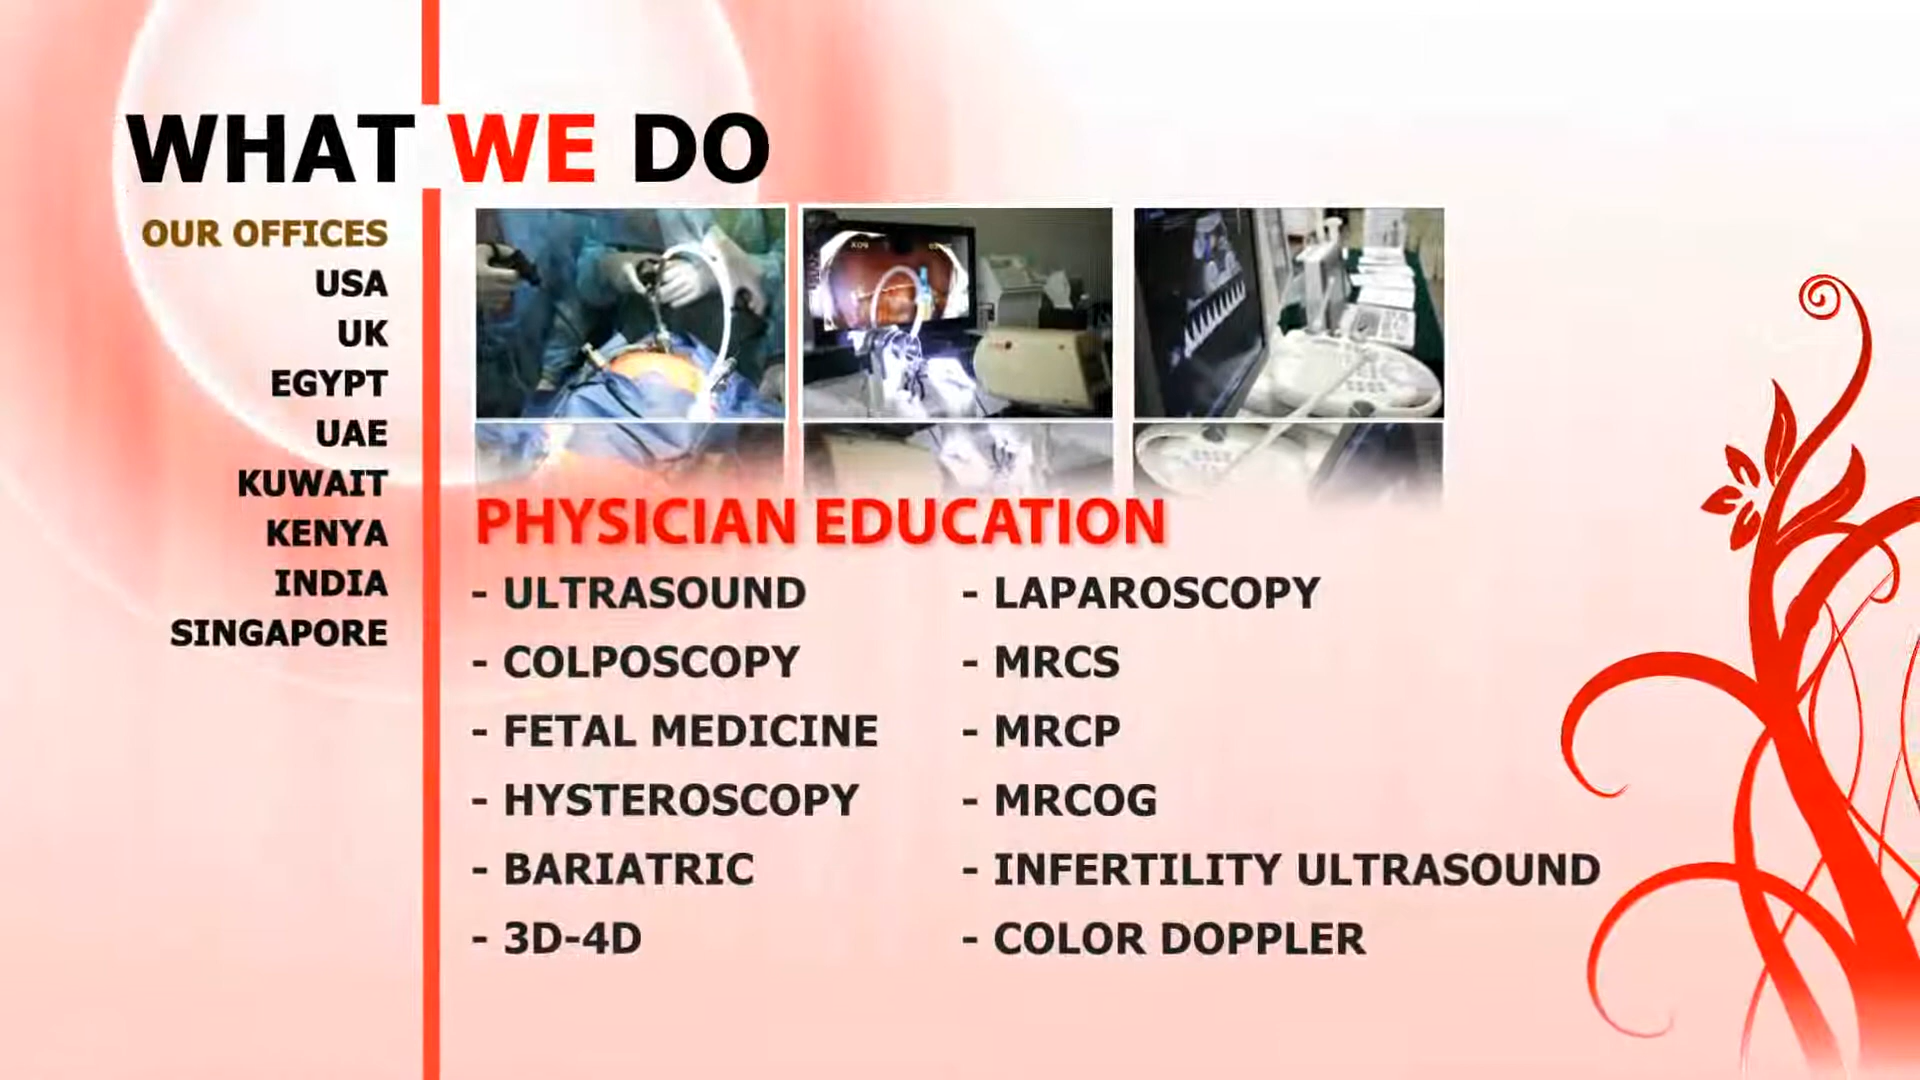 WHAT WE DO
OUR OFFICES
USA
UK
EGYPT
UAE
KUWAIT
KENYA
INDIA
SINGAPORE
PHYSICIAN EDUCATION
- ULTRASOUND
- COLPOSCOPY
- FETAL MEDICINE
- HYSTEROSCOPY
- BARIATRIC
- 3D-4D
- LAPAROSCOPY
- MRCS
- MRCP
- MRCOG
- INFERTILITY ULTRASOUND
- COLOR DOPPLER